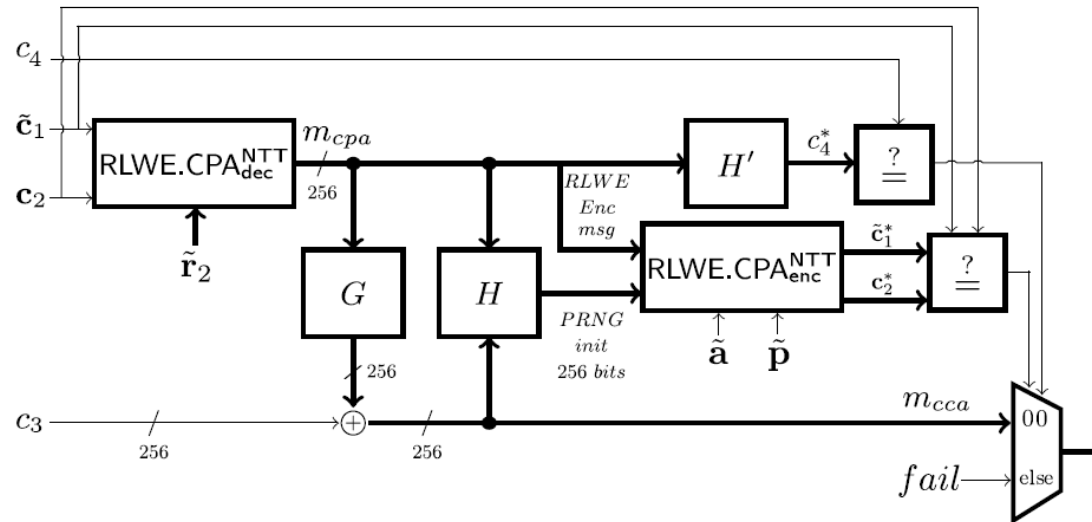 c₄
c̃₁
c₂
RLWE.CPA^NTT_dec
r̃₂
m_cpa
256
H′
c₄*
?
=
RLWE
Enc
msg
RLWE.CPA^NTT_enc
c̃₁*
c₂*
?
=
G
H
PRNG
init
256 bits
ã
p̃
256
c₃
256
+
256
m_cca
00
else
fail